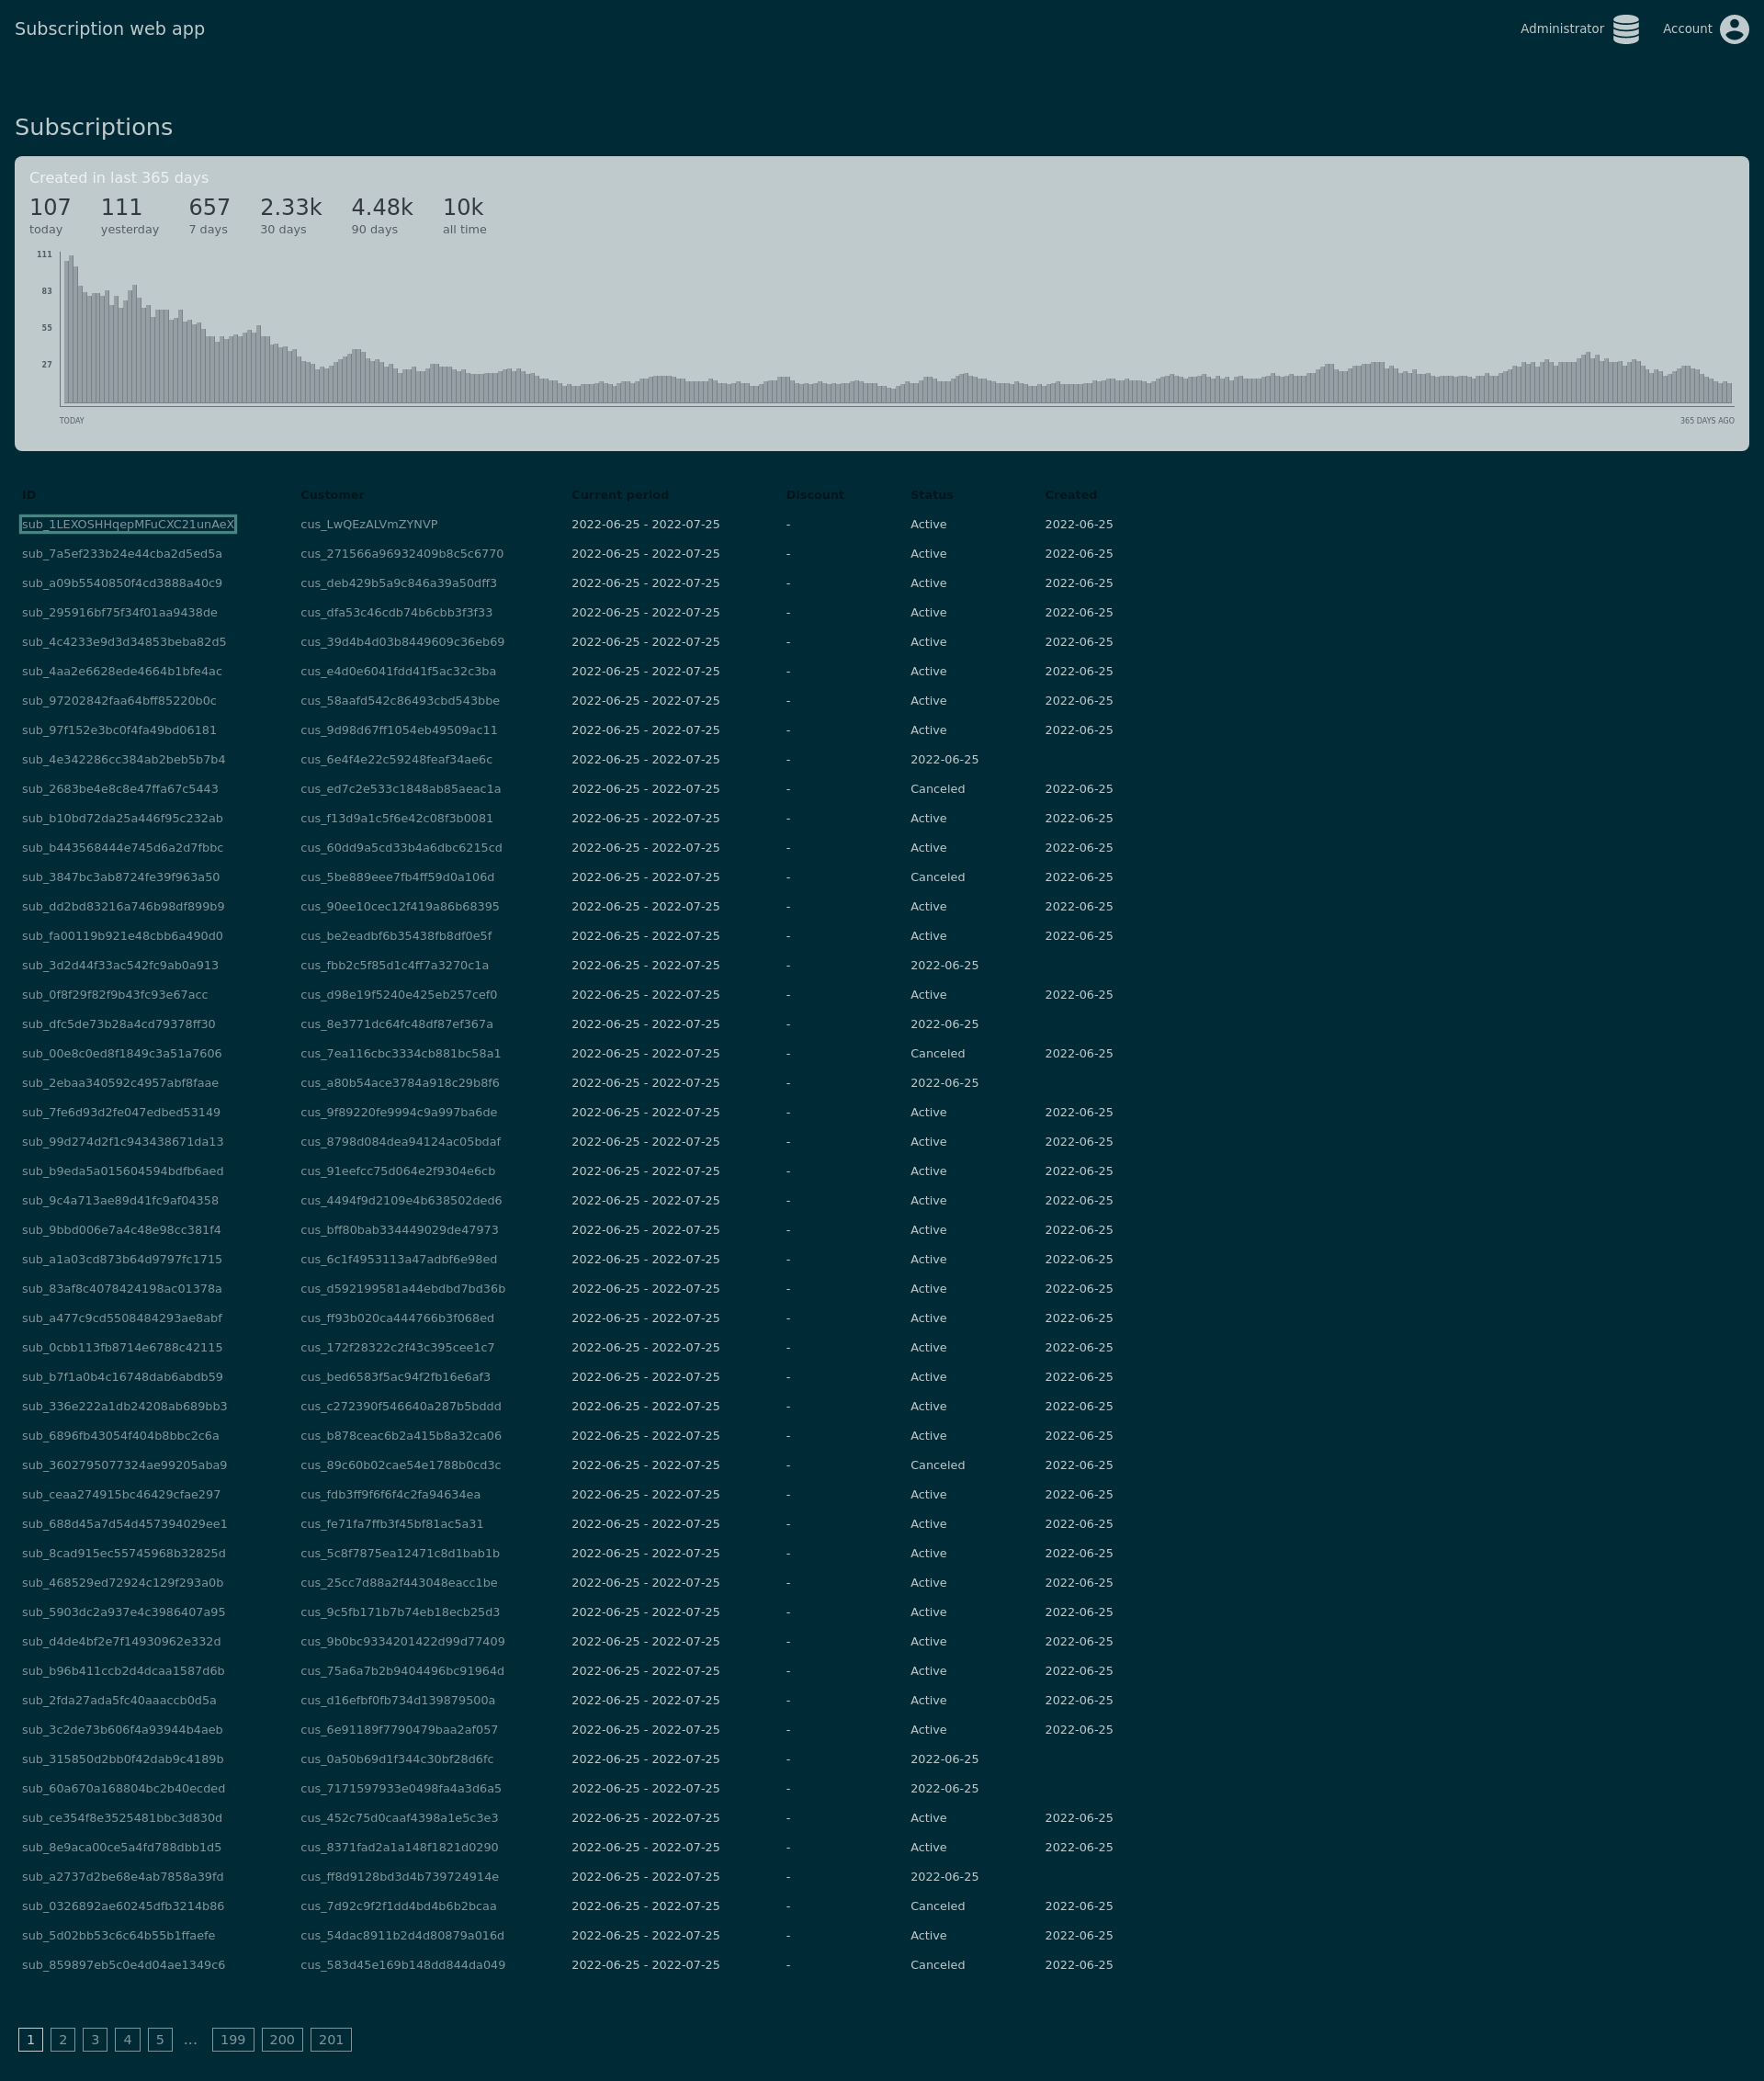 Subscription web app Administrator Account
Subscriptions
Created in last 365 days
107 111 657 2.33k 4.48k 10k
today yesterday 7 days 30 days 90 days all time
111
83
55
27
TODAY 365 DAYS AGO
ID Customer Current period Discount Status Created
sub_1LEXOSHHqepMFuCXC21unAeX cus_LwQEzALVmZYNVP 2022-06-25 - 2022-07-25 - Active 2022-06-25
sub_7a5ef233b24e44cba2d5ed5a cus_271566a96932409b8c5c6770 2022-06-25 - 2022-07-25 - Active 2022-06-25
sub_a09b5540850f4cd3888a40c9 cus_deb429b5a9c846a39a50dff3 2022-06-25 - 2022-07-25 - Active 2022-06-25
sub_295916bf75f34f01aa9438de cus_dfa53c46cdb74b6cbb3f3f33 2022-06-25 - 2022-07-25 - Active 2022-06-25
sub_4c4233e9d3d34853beba82d5 cus_39d4b4d03b8449609c36eb69 2022-06-25 - 2022-07-25 - Active 2022-06-25
sub_4aa2e6628ede4664b1bfe4ac cus_e4d0e6041fdd41f5ac32c3ba 2022-06-25 - 2022-07-25 - Active 2022-06-25
sub_97202842faa64bff85220b0c cus_58aafd542c86493cbd543bbe 2022-06-25 - 2022-07-25 - Active 2022-06-25
sub_97f152e3bc0f4fa49bd06181 cus_9d98d67ff1054eb49509ac11 2022-06-25 - 2022-07-25 - Active 2022-06-25
sub_4e342286cc384ab2beb5b7b4 cus_6e4f4e22c59248feaf34ae6c 2022-06-25 - 2022-07-25 - 2022-06-25
sub_2683be4e8c8e47ffa67c5443 cus_ed7c2e533c1848ab85aeac1a 2022-06-25 - 2022-07-25 - Canceled 2022-06-25
sub_b10bd72da25a446f95c232ab cus_f13d9a1c5f6e42c08f3b0081 2022-06-25 - 2022-07-25 - Active 2022-06-25
sub_b443568444e745d6a2d7fbbc cus_60dd9a5cd33b4a6dbc6215cd 2022-06-25 - 2022-07-25 - Active 2022-06-25
sub_3847bc3ab8724fe39f963a50 cus_5be889eee7fb4ff59d0a106d 2022-06-25 - 2022-07-25 - Canceled 2022-06-25
sub_dd2bd83216a746b98df899b9 cus_90ee10cec12f419a86b68395 2022-06-25 - 2022-07-25 - Active 2022-06-25
sub_fa00119b921e48cbb6a490d0 cus_be2eadbf6b35438fb8df0e5f 2022-06-25 - 2022-07-25 - Active 2022-06-25
sub_3d2d44f33ac542fc9ab0a913 cus_fbb2c5f85d1c4ff7a3270c1a 2022-06-25 - 2022-07-25 - 2022-06-25
sub_0f8f29f82f9b43fc93e67acc cus_d98e19f5240e425eb257cef0 2022-06-25 - 2022-07-25 - Active 2022-06-25
sub_dfc5de73b28a4cd79378ff30 cus_8e3771dc64fc48df87ef367a 2022-06-25 - 2022-07-25 - 2022-06-25
sub_00e8c0ed8f1849c3a51a7606 cus_7ea116cbc3334cb881bc58a1 2022-06-25 - 2022-07-25 - Canceled 2022-06-25
sub_2ebaa340592c4957abf8faae cus_a80b54ace3784a918c29b8f6 2022-06-25 - 2022-07-25 - 2022-06-25
sub_7fe6d93d2fe047edbed53149 cus_9f89220fe9994c9a997ba6de 2022-06-25 - 2022-07-25 - Active 2022-06-25
sub_99d274d2f1c943438671da13 cus_8798d084dea94124ac05bdaf 2022-06-25 - 2022-07-25 - Active 2022-06-25
sub_b9eda5a015604594bdfb6aed cus_91eefcc75d064e2f9304e6cb 2022-06-25 - 2022-07-25 - Active 2022-06-25
sub_9c4a713ae89d41fc9af04358 cus_4494f9d2109e4b638502ded6 2022-06-25 - 2022-07-25 - Active 2022-06-25
sub_9bbd006e7a4c48e98cc381f4 cus_bff80bab334449029de47973 2022-06-25 - 2022-07-25 - Active 2022-06-25
sub_a1a03cd873b64d9797fc1715 cus_6c1f4953113a47adbf6e98ed 2022-06-25 - 2022-07-25 - Active 2022-06-25
sub_83af8c4078424198ac01378a cus_d592199581a44ebdbd7bd36b 2022-06-25 - 2022-07-25 - Active 2022-06-25
sub_a477c9cd5508484293ae8abf cus_ff93b020ca444766b3f068ed 2022-06-25 - 2022-07-25 - Active 2022-06-25
sub_0cbb113fb8714e6788c42115 cus_172f28322c2f43c395cee1c7 2022-06-25 - 2022-07-25 - Active 2022-06-25
sub_b7f1a0b4c16748dab6abdb59 cus_bed6583f5ac94f2fb16e6af3 2022-06-25 - 2022-07-25 - Active 2022-06-25
sub_336e222a1db24208ab689bb3 cus_c272390f546640a287b5bddd 2022-06-25 - 2022-07-25 - Active 2022-06-25
sub_6896fb43054f404b8bbc2c6a cus_b878ceac6b2a415b8a32ca06 2022-06-25 - 2022-07-25 - Active 2022-06-25
sub_3602795077324ae99205aba9 cus_89c60b02cae54e1788b0cd3c 2022-06-25 - 2022-07-25 - Canceled 2022-06-25
sub_ceaa274915bc46429cfae297 cus_fdb3ff9f6f6f4c2fa94634ea 2022-06-25 - 2022-07-25 - Active 2022-06-25
sub_688d45a7d54d457394029ee1 cus_fe71fa7ffb3f45bf81ac5a31 2022-06-25 - 2022-07-25 - Active 2022-06-25
sub_8cad915ec55745968b32825d cus_5c8f7875ea12471c8d1bab1b 2022-06-25 - 2022-07-25 - Active 2022-06-25
sub_468529ed72924c129f293a0b cus_25cc7d88a2f443048eacc1be 2022-06-25 - 2022-07-25 - Active 2022-06-25
sub_5903dc2a937e4c3986407a95 cus_9c5fb171b7b74eb18ecb25d3 2022-06-25 - 2022-07-25 - Active 2022-06-25
sub_d4de4bf2e7f14930962e332d cus_9b0bc9334201422d99d77409 2022-06-25 - 2022-07-25 - Active 2022-06-25
sub_b96b411ccb2d4dcaa1587d6b cus_75a6a7b2b9404496bc91964d 2022-06-25 - 2022-07-25 - Active 2022-06-25
sub_2fda27ada5fc40aaaccb0d5a cus_d16efbf0fb734d139879500a 2022-06-25 - 2022-07-25 - Active 2022-06-25
sub_3c2de73b606f4a93944b4aeb cus_6e91189f7790479baa2af057 2022-06-25 - 2022-07-25 - Active 2022-06-25
sub_315850d2bb0f42dab9c4189b cus_0a50b69d1f344c30bf28d6fc 2022-06-25 - 2022-07-25 - 2022-06-25
sub_60a670a168804bc2b40ecded cus_7171597933e0498fa4a3d6a5 2022-06-25 - 2022-07-25 - 2022-06-25
sub_ce354f8e3525481bbc3d830d cus_452c75d0caaf4398a1e5c3e3 2022-06-25 - 2022-07-25 - Active 2022-06-25
sub_8e9aca00ce5a4fd788dbb1d5 cus_8371fad2a1a148f1821d0290 2022-06-25 - 2022-07-25 - Active 2022-06-25
sub_a2737d2be68e4ab7858a39fd cus_ff8d9128bd3d4b739724914e 2022-06-25 - 2022-07-25 - 2022-06-25
sub_0326892ae60245dfb3214b86 cus_7d92c9f2f1dd4bd4b6b2bcaa 2022-06-25 - 2022-07-25 - Canceled 2022-06-25
sub_5d02bb53c6c64b55b1ffaefe cus_54dac8911b2d4d80879a016d 2022-06-25 - 2022-07-25 - Active 2022-06-25
sub_859897eb5c0e4d04ae1349c6 cus_583d45e169b148dd844da049 2022-06-25 - 2022-07-25 - Canceled 2022-06-25
1 2 3 4 5 ... 199 200 201